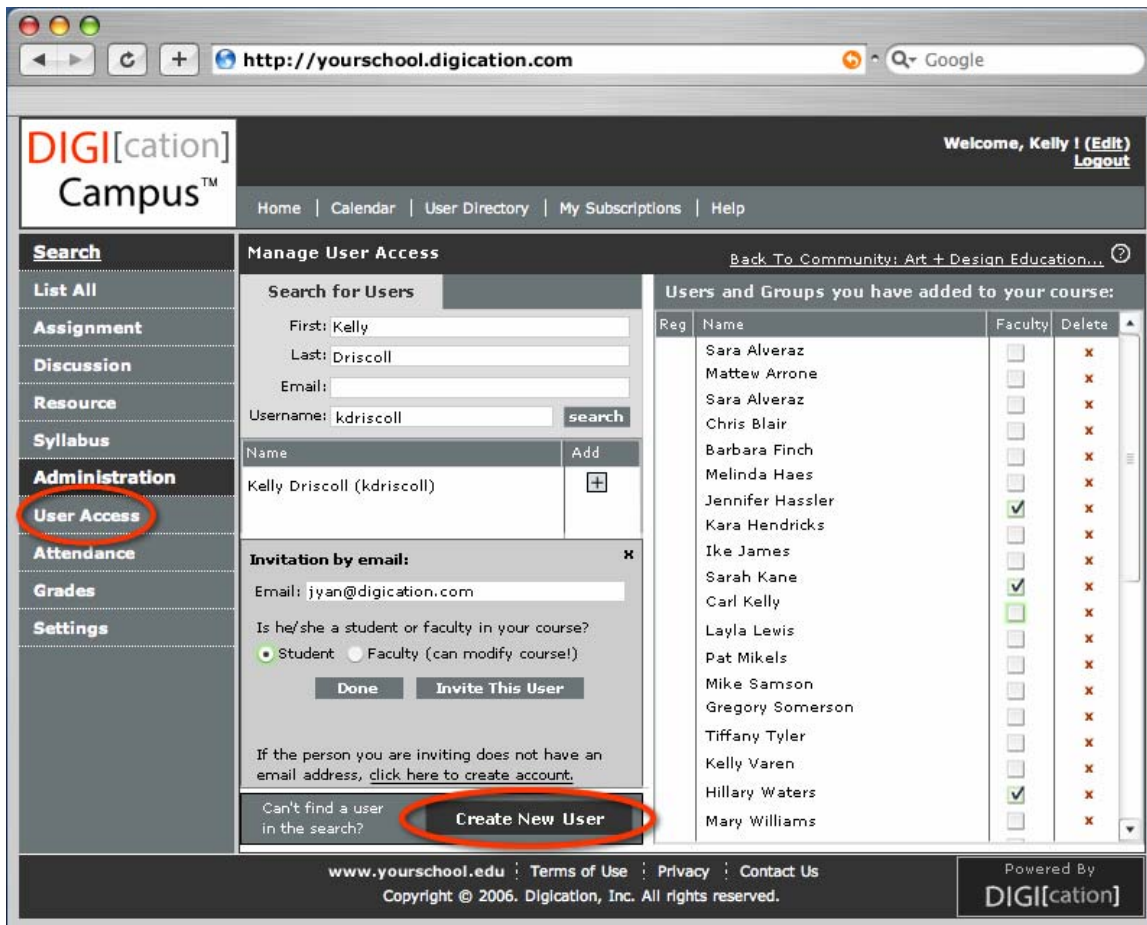 http://yourschool.digication.com
Google
DIGI[cation]
Campus™
Welcome, Kelly ! (Edit)
Logout
Home | Calendar | User Directory | My Subscriptions | Help
Search
List All
Assignment
Discussion
Resource
Syllabus
Administration
User Access
Attendance
Grades
Settings
Manage User Access
Back To Community: Art + Design Education... ?
Search for Users
First: Kelly
Last: Driscoll
Email:
Username: kdriscoll search
Name Add
Kelly Driscoll (kdriscoll) +
Invitation by email: x
Email: jyan@digication.com
Is he/she a student or faculty in your course?
Student Faculty (can modify course!)
Done Invite This User
If the person you are inviting does not have an
email address, click here to create account.
Can't find a user
in the search?
Create New User
Users and Groups you have added to your course:
Reg Name Faculty Delete
Sara Alveraz x
Mattew Arrone x
Sara Alveraz x
Chris Blair x
Barbara Finch x
Melinda Haes x
Jennifer Hassler x
Kara Hendricks x
Ike James x
Sarah Kane x
Carl Kelly x
Layla Lewis x
Pat Mikels x
Mike Samson x
Gregory Somerson x
Tiffany Tyler x
Kelly Varen x
Hillary Waters x
Mary Williams x
www.yourschool.edu Terms of Use Privacy Contact Us
Copyright © 2006. Digication, Inc. All rights reserved.
Powered By
DIGI[cation]